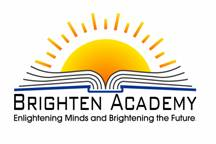 BRIGHTEN ACADEMY
Enlightening Minds and Brightening the Future